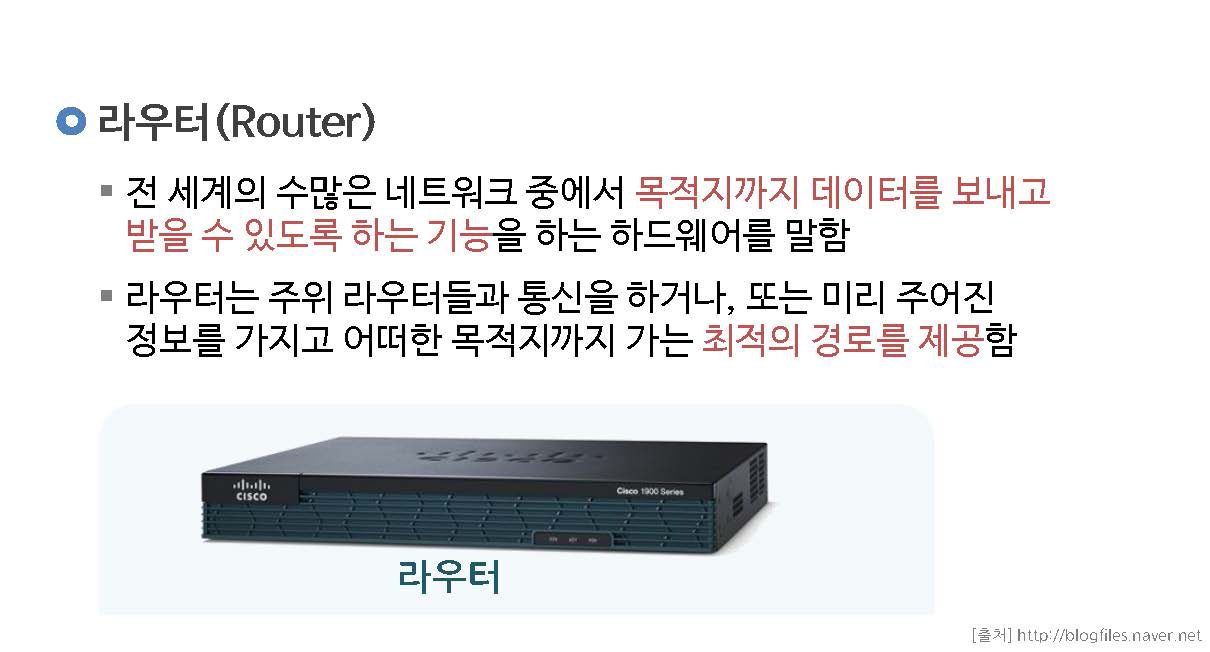 라우터(Router)
전 세계의 수많은 네트워크 중에서 목적지까지 데이터를 보내고
받을 수 있도록 하는 기능을 하는 하드웨어를 말함
라우터는 주위 라우터들과 통신을 하거나, 또는 미리 주어진
정보를 가지고 어떠한 목적지까지 가는 최적의 경로를 제공함
CISCO
Cisco 1900 Series
라우터
[출처] http://blogfiles.naver.net